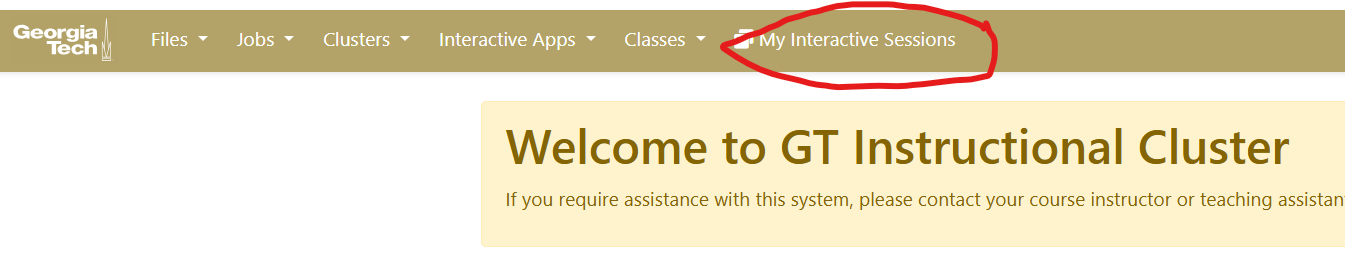 Georgia
Tech
Files Jobs Clusters Interactive Apps Classes My Interactive Sessions
Welcome to GT Instructional Cluster
If you require assistance with this system, please contact your course instructor or teaching assistan